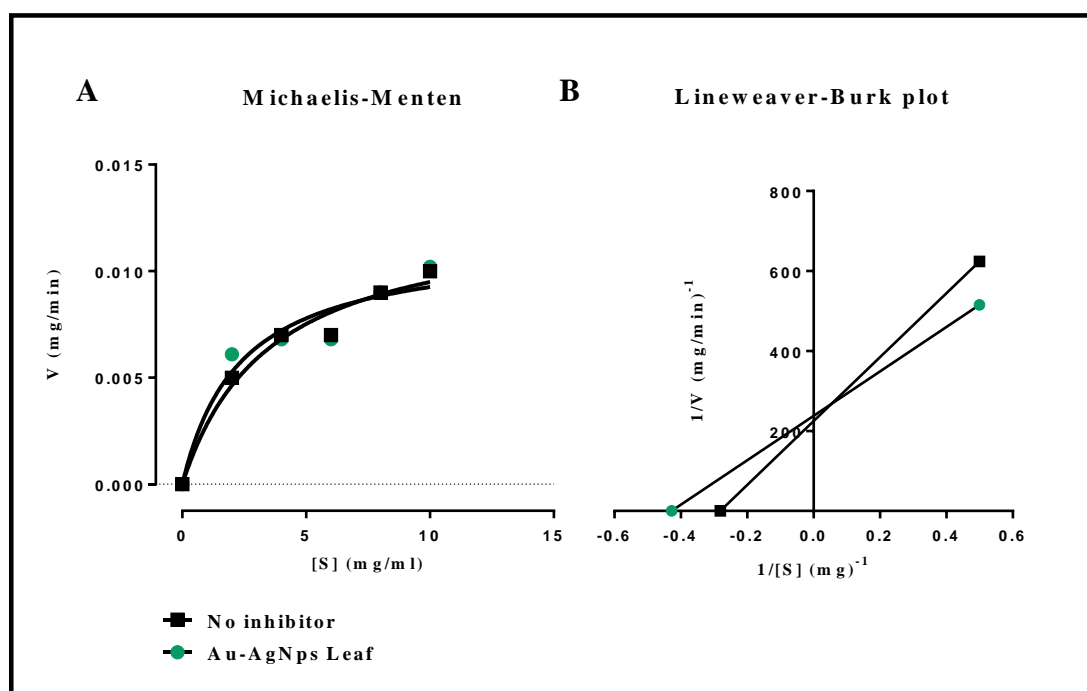 A
Michaelis-Menten
V (mg/min)
0.015
0.010
0.005
0.000
0
5
10
15
[S] (mg/ml)
B
Lineweaver-Burk plot
1/V (mg/min)-1
800
600
400
200
-0.6
-0.4
-0.2
0.0
0.2
0.4
0.6
1/[S] (mg)-1
No inhibitor
Au-AgNps Leaf